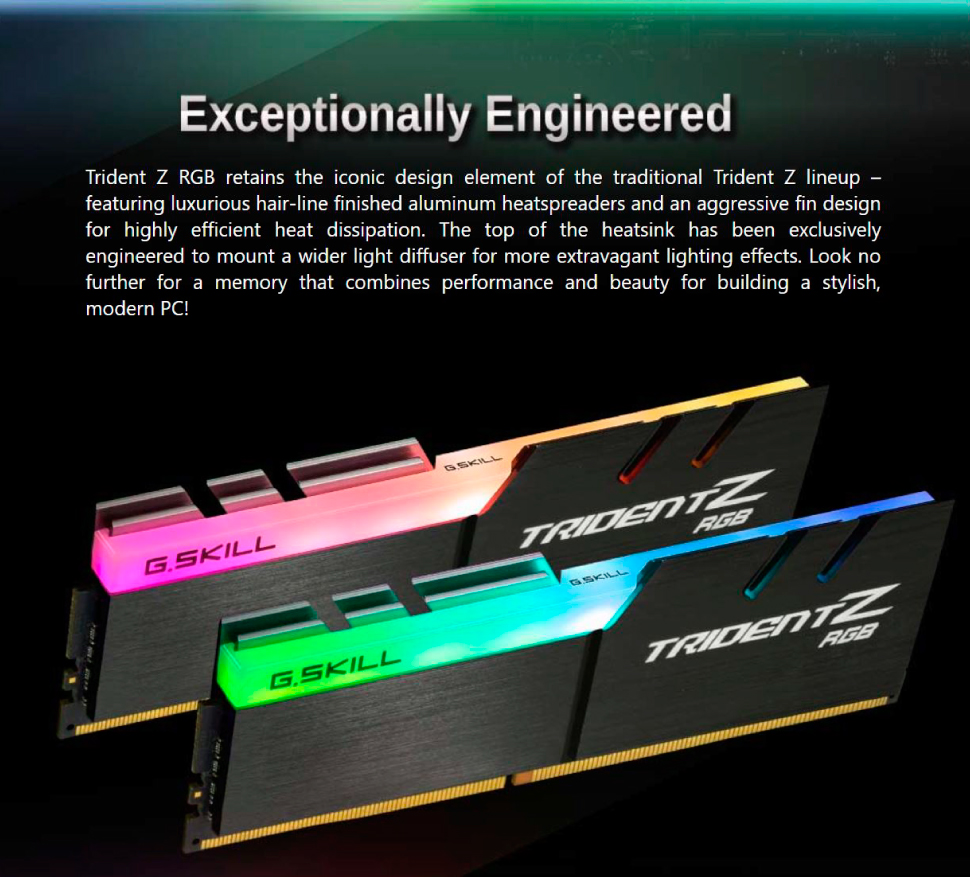 Exceptionally Engineered
Trident Z RGB retains the iconic design element of the traditional Trident Z lineup –
featuring luxurious hair-line finished aluminum heatspreaders and an aggressive fin design
for highly efficient heat dissipation. The top of the heatsink has been exclusively
engineered to mount a wider light diffuser for more extravagant lighting effects. Look no
further for a memory that combines performance and beauty for building a stylish,
modern PC!
G.SKILL
G.SKILL
TRIDENTZ
RGB
G.SKILL
G.SKILL
TRIDENTZ
RGB